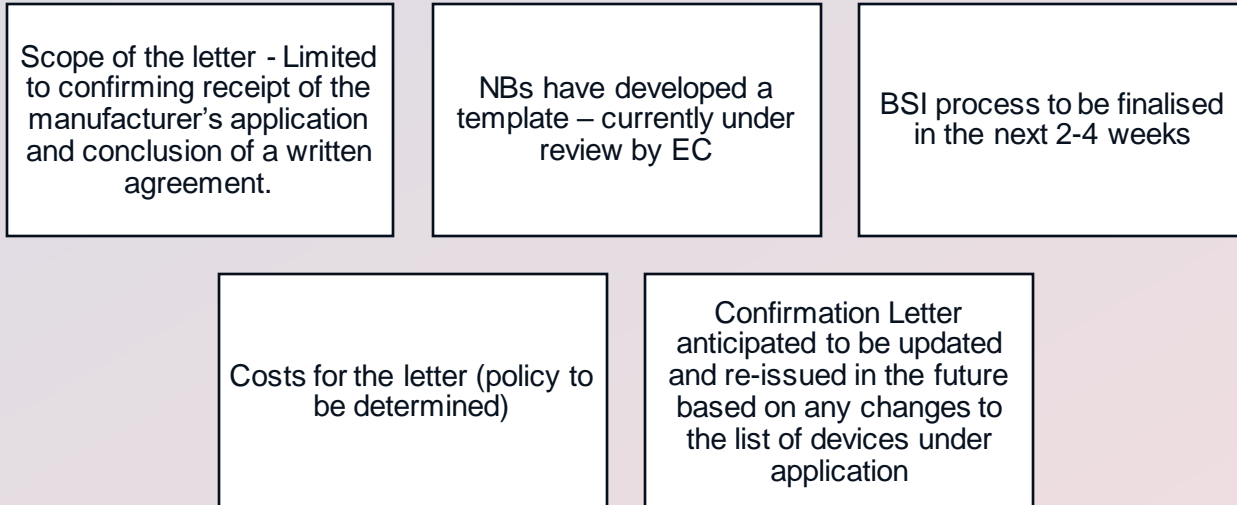 Scope of the letter - Limited
to confirming receipt of the
manufacturer’s application
and conclusion of a written
agreement.
NBs have developed a
template – currently under
review by EC
BSI process to be finalised
in the next 2-4 weeks
Costs for the letter (policy to
be determined)
Confirmation Letter
anticipated to be updated
and re-issued in the future
based on any changes to
the list of devices under
application